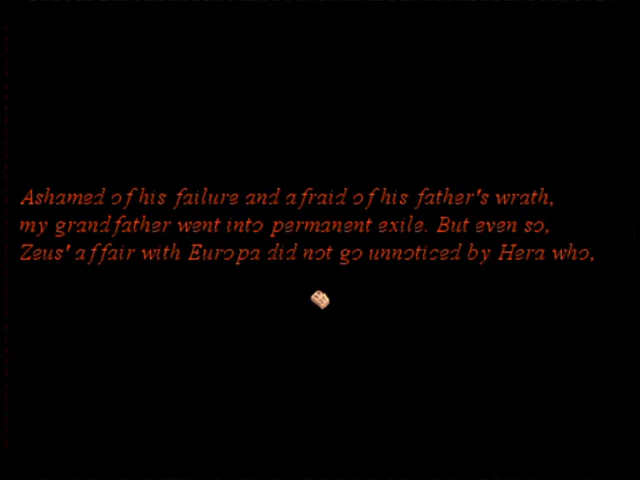 Ashamed of his failure and afraid of his father's wrath,
my grandfather went into permanent exile. But even so,
Zeus' affair with Europa did not go unnoticed by Hera who,